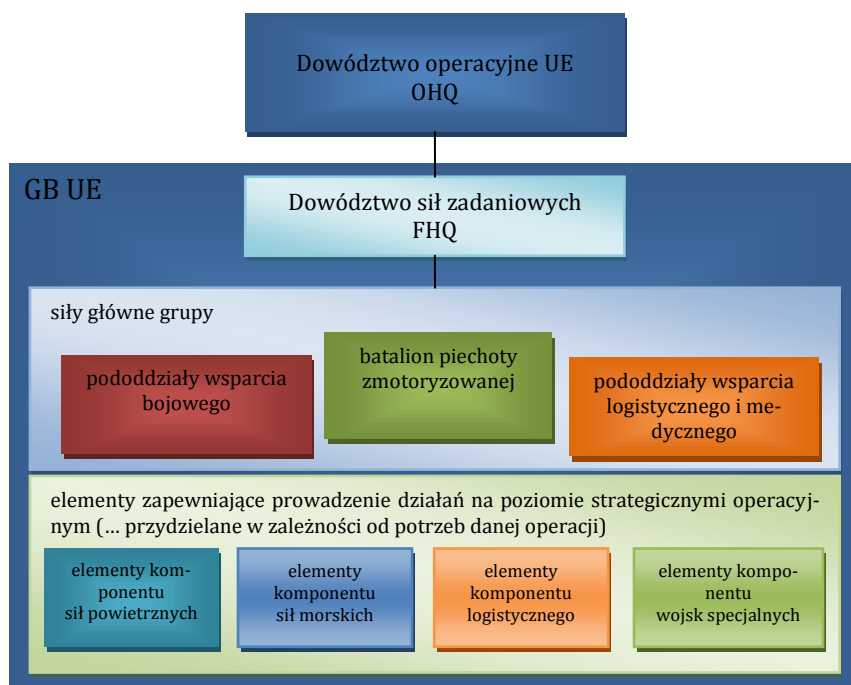 Dowództwo operacyjne UE
OHQ
GB UE
Dowództwo sił zadaniowych
FHQ
siły główne grupy
pododdziały wsparcia
bojowego
batalion piechoty
zmotoryzowanej
pododdziały wsparcia
logistycznego i me-
dycznego
elementy zapewniające prowadzenie działań na poziomie strategicznymi operacyj-
nym (... przydzielane w zależności od potrzeb danej operacji)
elementy kom-
ponentu
sił powietrznych
elementy
komponentu
sił morskich
elementy
komponentu
logistycznego
elementy kompo-
nentu
wojsk specjalnych